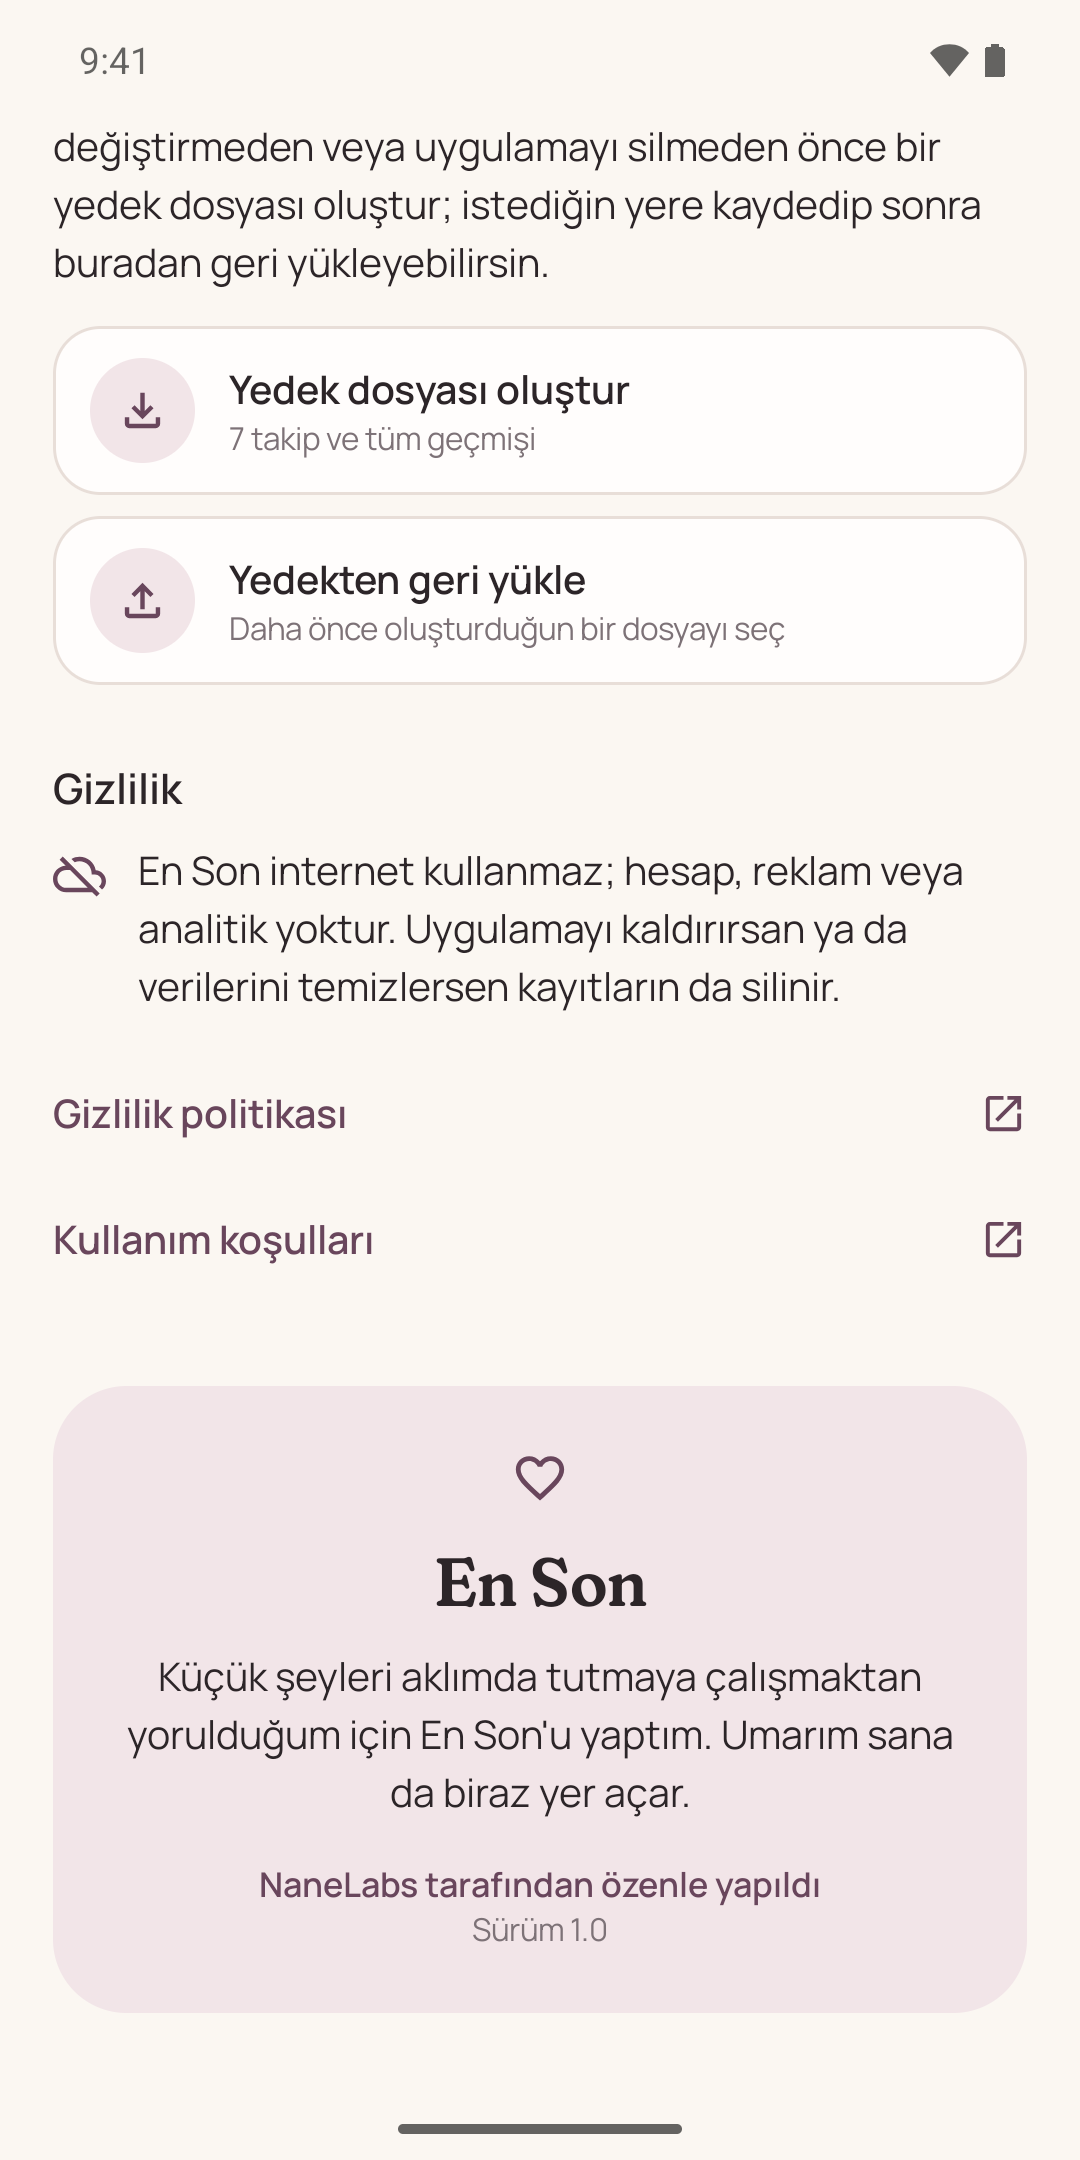 9:41
değiştirmeden veya uygulamayı silmeden önce bir
yedek dosyası oluştur; istediğin yere kaydedip sonra
buradan geri yükleyebilirsin.
Yedek dosyası oluştur
7 takip ve tüm geçmişi
Yedekten geri yükle
Daha önce oluşturduğun bir dosyayı seç
Gizlilik
En Son internet kullanmaz; hesap, reklam veya
analitik yoktur. Uygulamayı kaldırırsan ya da
verilerini temizlersen kayıtların da silinir.
Gizlilik politikası
Kullanım koşulları
En Son
Küçük şeyleri aklımda tutmaya çalışmaktan
yorulduğum için En Son'u yaptım. Umarım sana
da biraz yer açar.
NaneLabs tarafından özenle yapıldı
Sürüm 1.0